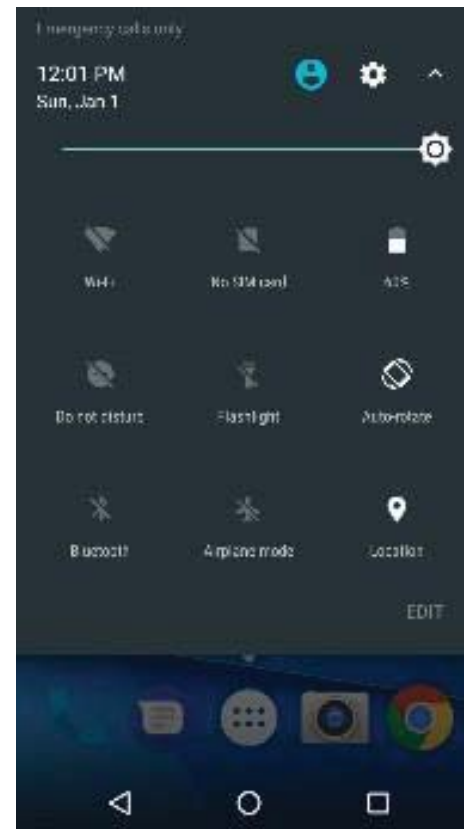 Emergency calls only
12:01 PM
Sun, Jan 1
Wi-Fi
No SIM card
Do not disturb
Flashlight
Auto-rotate
Bluetooth
Airplane mode
Location
EDIT